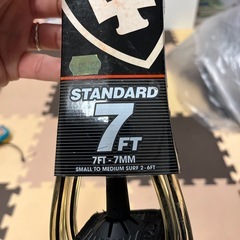 STANDARD
7
FT
7FT - 7MM
SMALL TO MEDIUM SURF 2-6FT